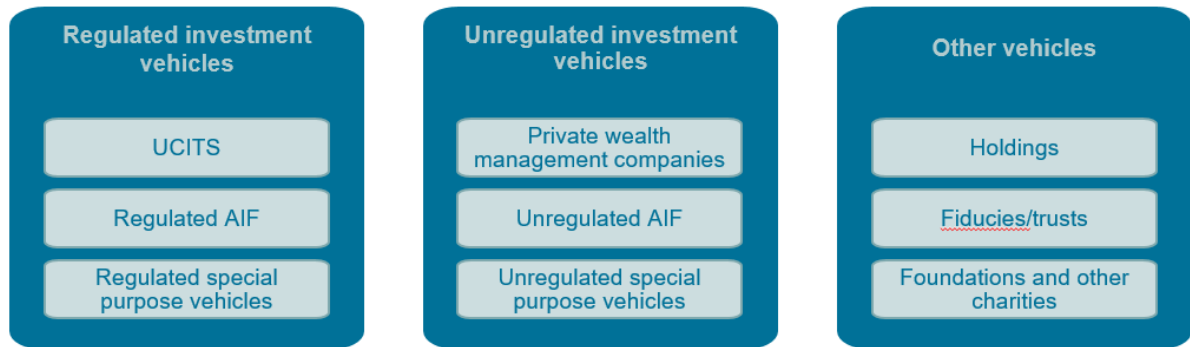 Regulated investment
vehicles
UCITS
Regulated AIF
Regulated special
purpose vehicles
Unregulated investment
vehicles
Private wealth
management companies
Unregulated AIF
Unregulated special
purpose vehicles
Other vehicles
Holdings
Fiducies/trusts
Foundations and other
charities